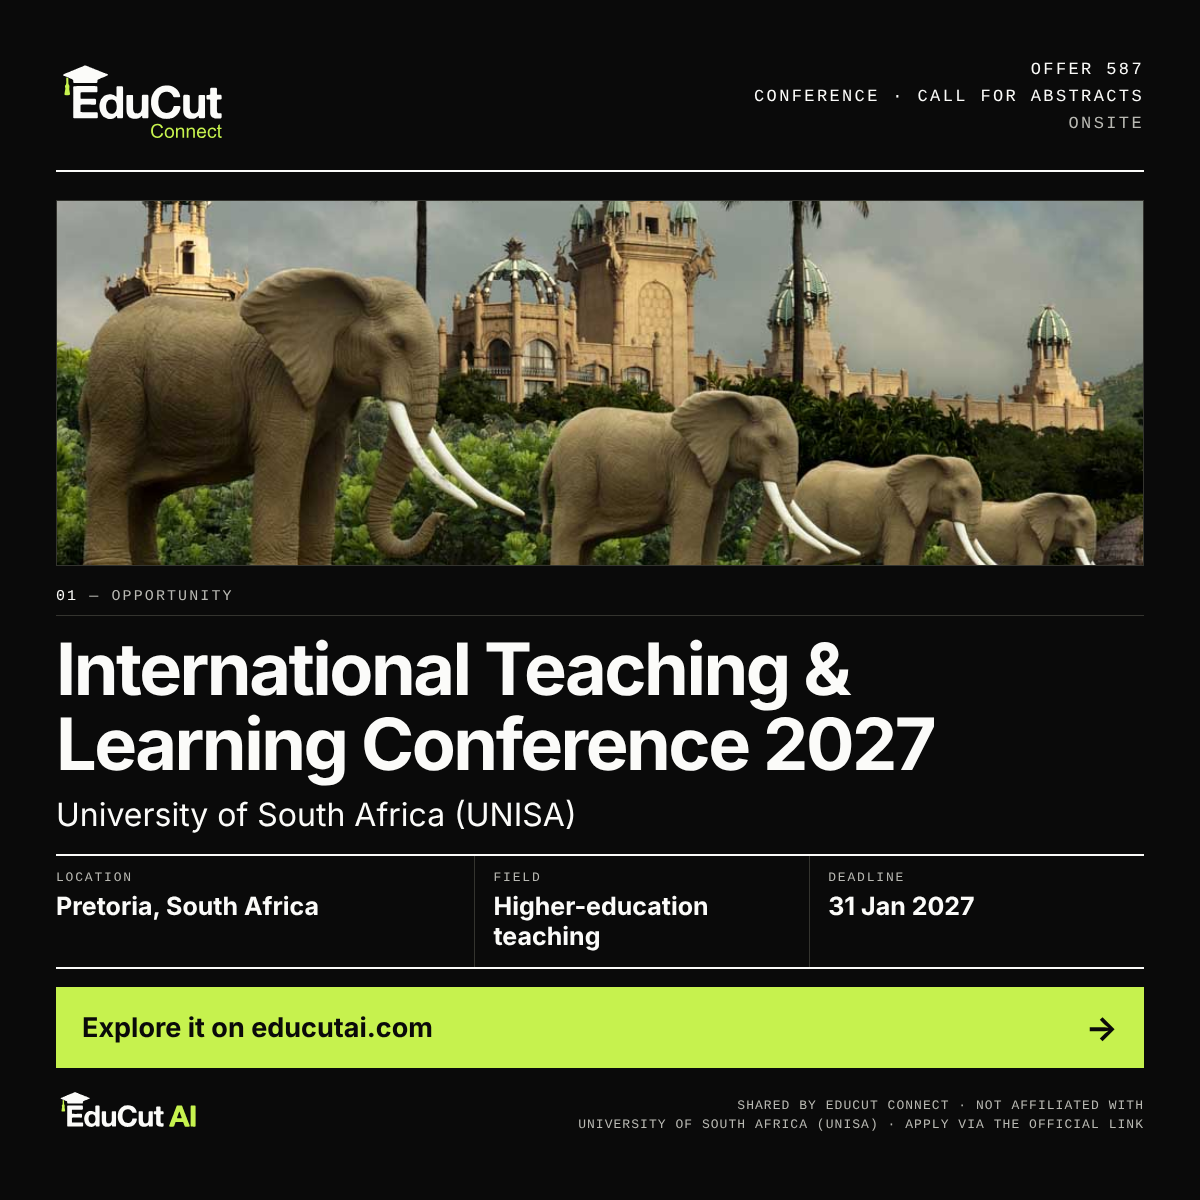 EduCut
Connect
OFFER 587
CONFERENCE · CALL FOR ABSTRACTS
ONSITE
01 — OPPORTUNITY
International Teaching &
Learning Conference 2027
University of South Africa (UNISA)
LOCATION
Pretoria, South Africa
FIELD
Higher-education
teaching
DEADLINE
31 Jan 2027
Explore it on educutai.com →
EduCut AI
SHARED BY EDUCUT CONNECT · NOT AFFILIATED WITH
UNIVERSITY OF SOUTH AFRICA (UNISA) · APPLY VIA THE OFFICIAL LINK